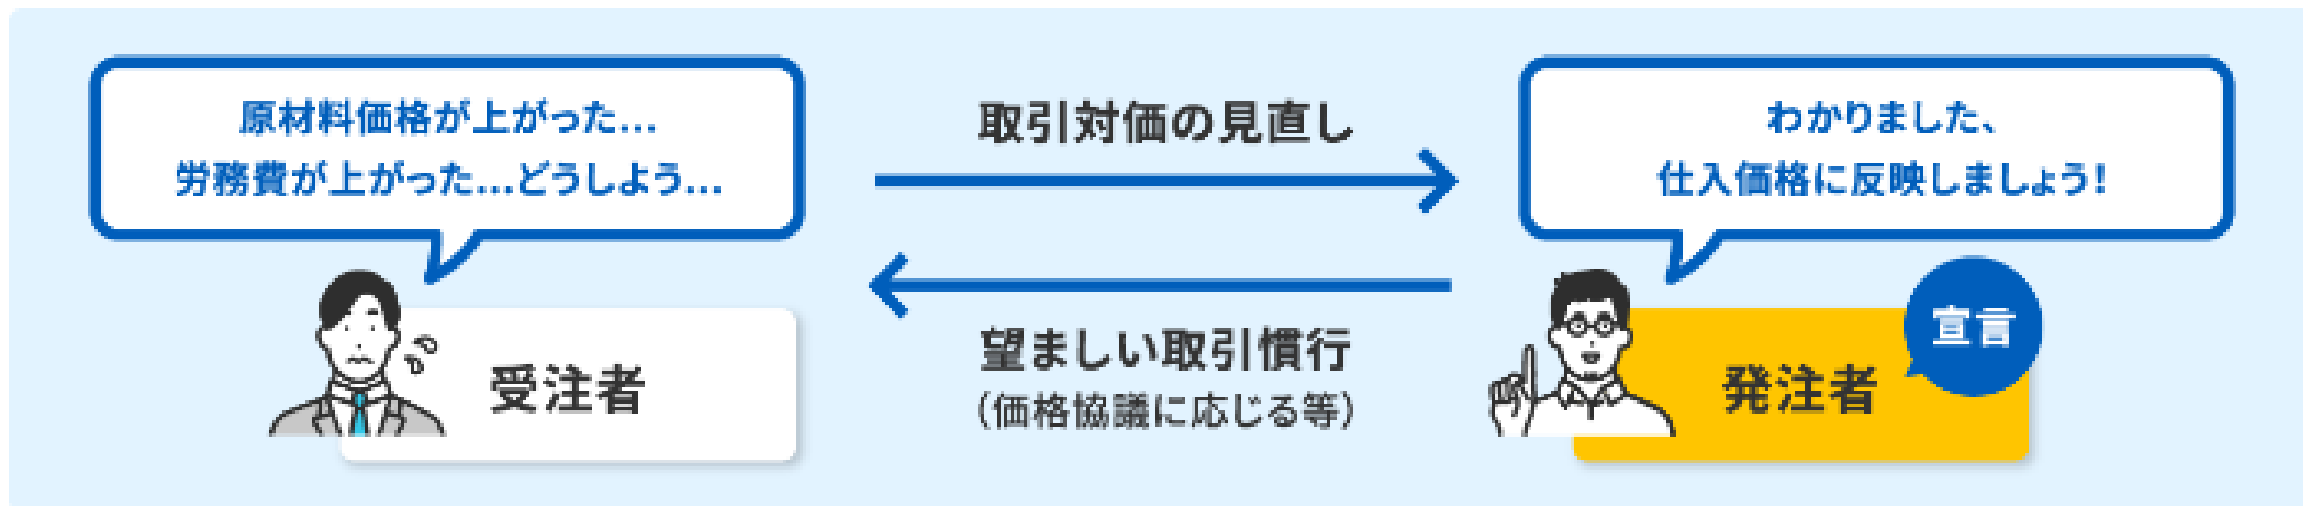 原材料価格が上がった…
労務費が上がった…どうしよう…
受注者
取引対価の見直し
望ましい取引慣行
（価格協議に応じる等）
わかりました、
仕入価格に反映しましょう！
宣言
発注者